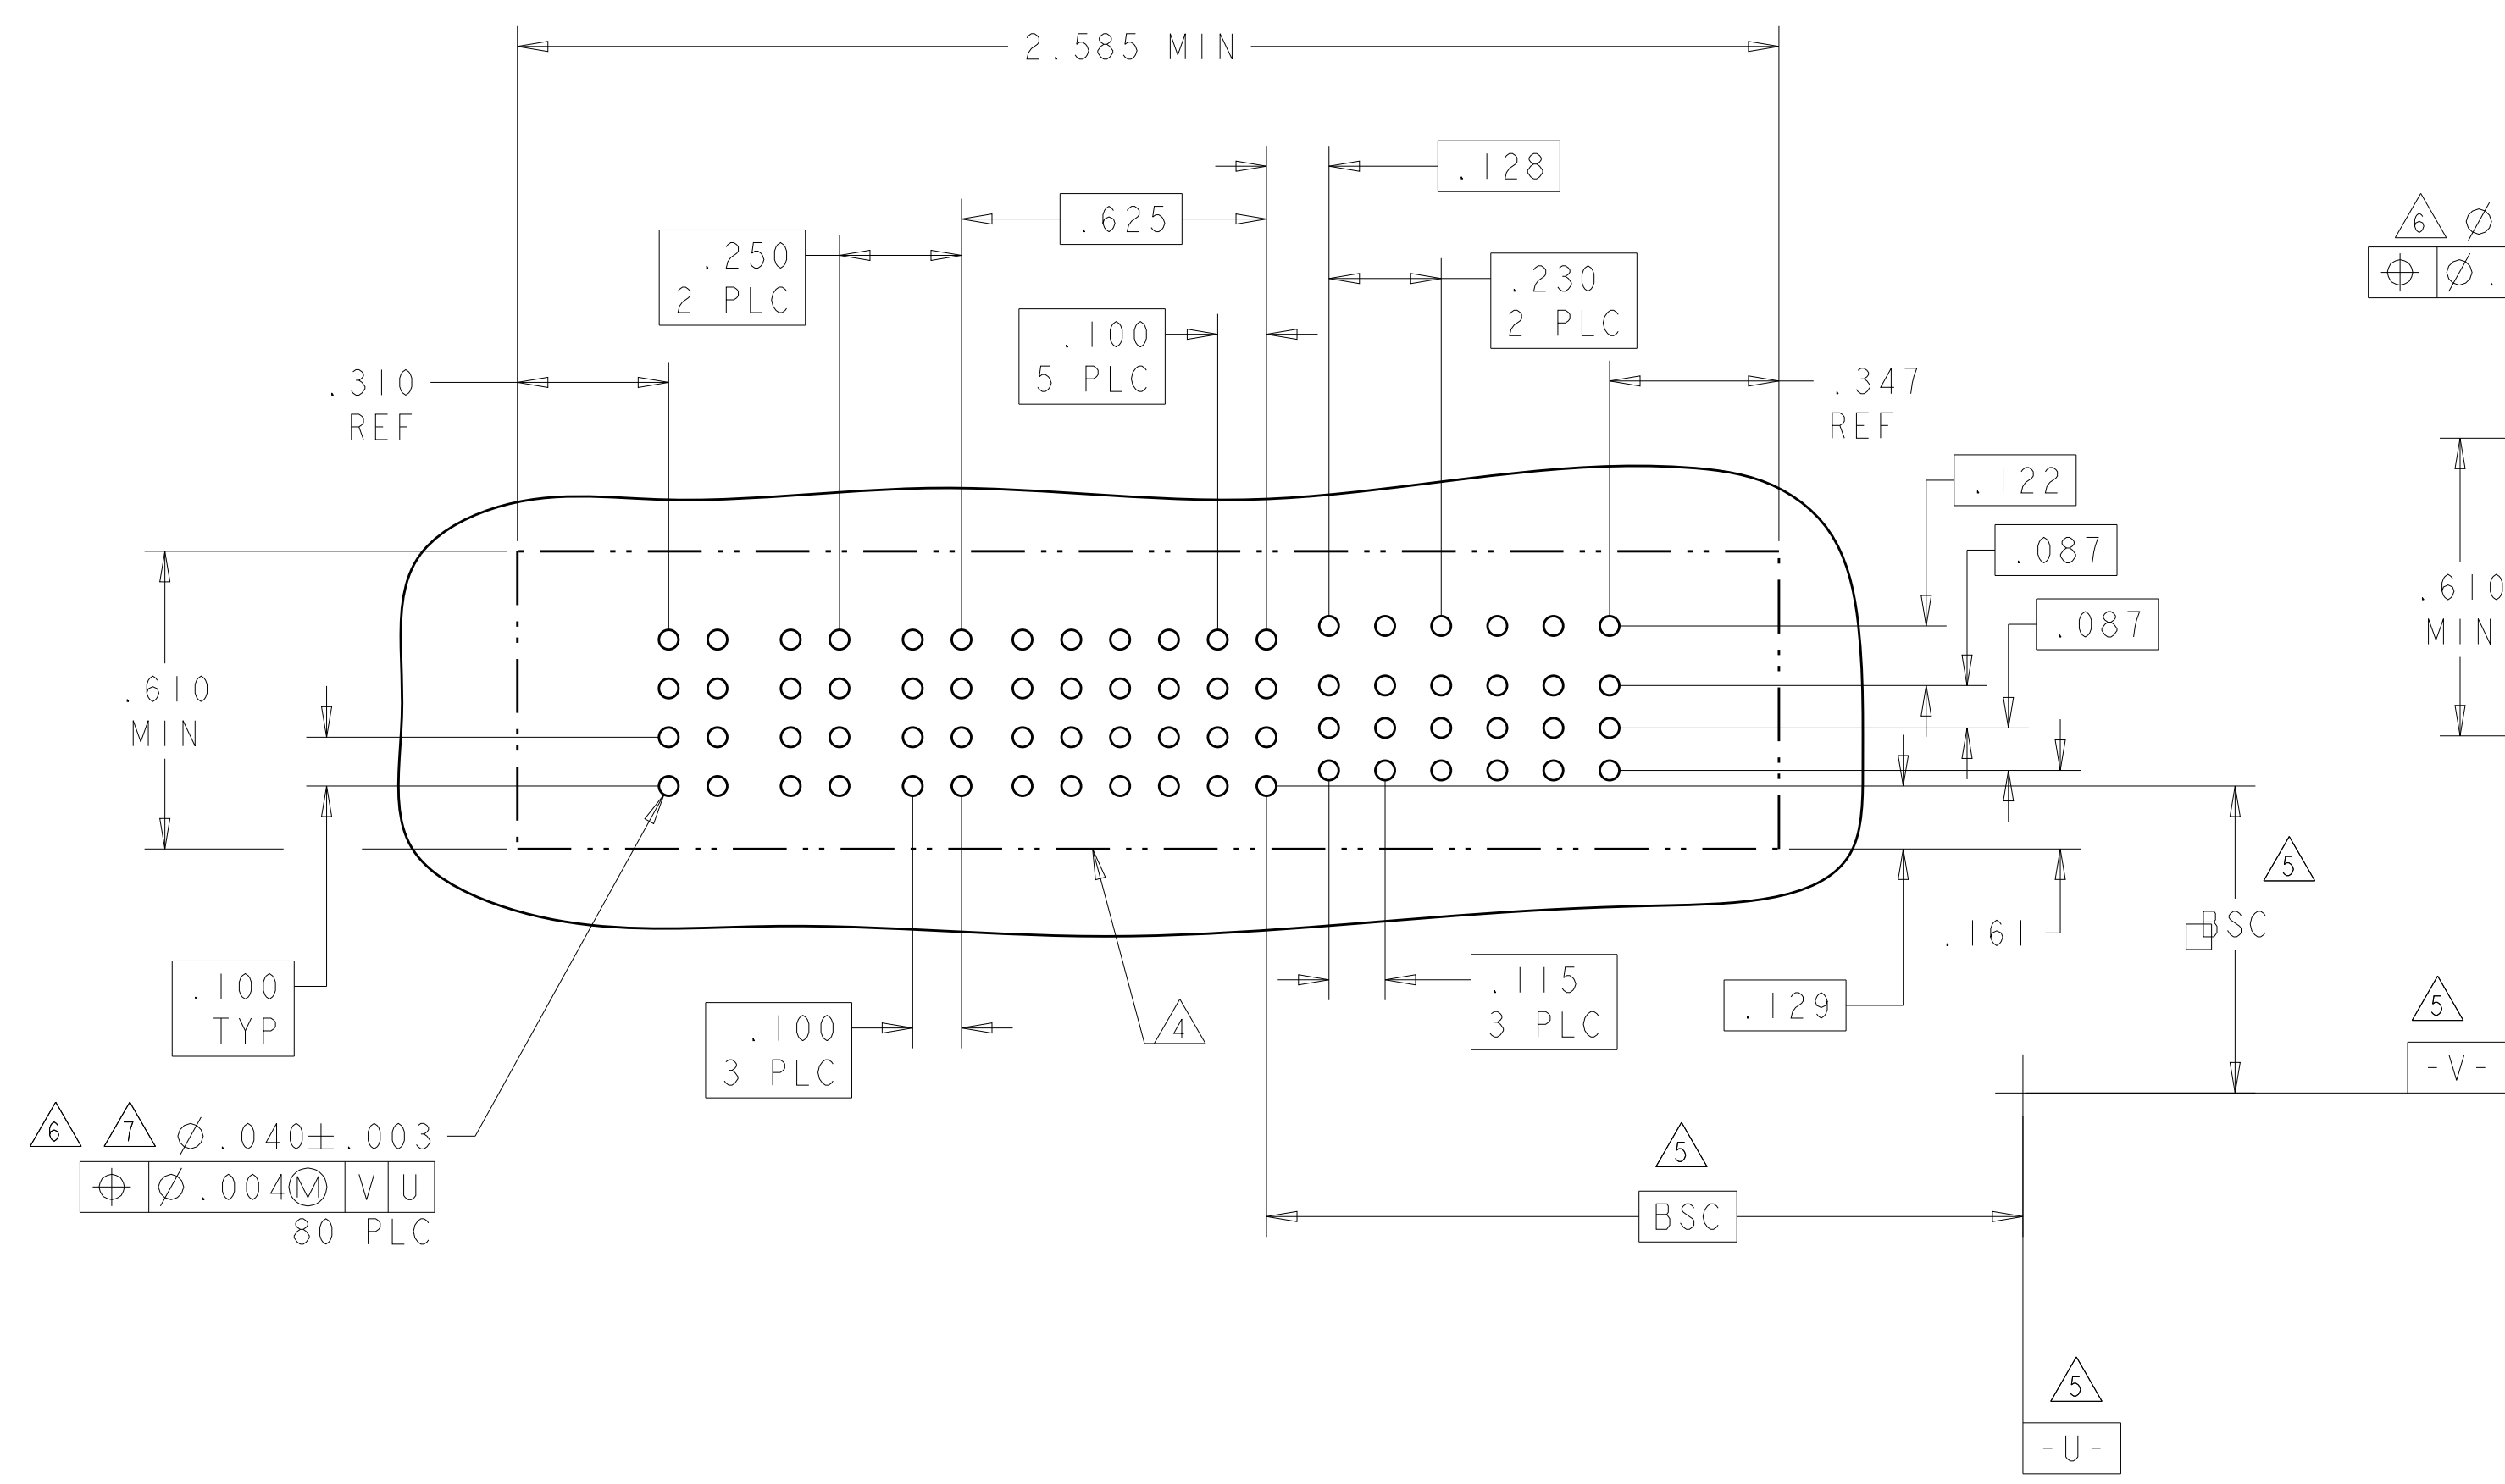 2.585 MIN
.128
.625
.250
2 PLC
.230
2 PLC
.100
5 PLC
.310
REF
.347
REF
6 ⌀
⌖ ⌀.
.122
.087
.087
.610
MIN
.610
MIN
5
BSC
.161
.129
.115
3 PLC
.100
TYP
.100
3 PLC
4
5
-V-
6 7 ⌀.040±.003
⌖ ⌀.004Ⓜ V U
80 PLC
5
BSC
5
-U-